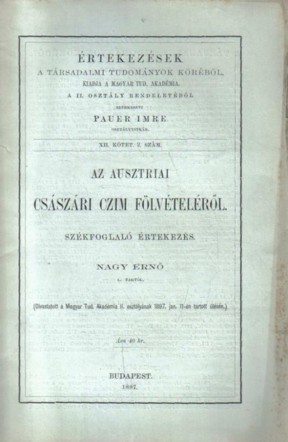 ÉRTEKEZÉSEK
A TÁRSADALMI TUDOMÁNYOK KÖRÉBŐL.
KIADJA A MAGYAR TUD. AKADÉMIA.
A II. OSZTÁLY RENDELETÉBŐL
SZERKESZTI
PAUER IMRE
OSZTÁLYTITKÁR.
XII. KÖTET 2. SZÁM.
AZ AUSZTRIAI
CSÁSZÁRI CZIM FÖLVÉTELÉRŐL.
SZÉKFOGLALÓ ÉRTEKEZÉS.
NAGY ERNŐ
L. TAGTÓL.
(Olvastatott a Magyar Tud. Akadémia II. osztályának 1897. jan. 11-én tartott ülésén.)
Ára 40 kr.
BUDAPEST.
1897.